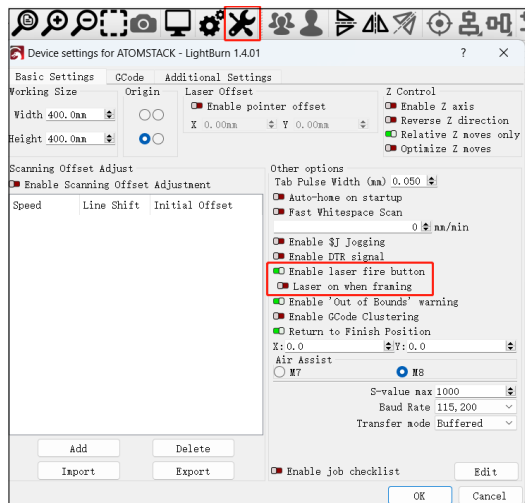 Device settings for ATOMSTACK - LightBurn 1.4.01
? X
Basic Settings GCode Additional Settings
Working Size
Width 400.0mm
Height 400.0mm
Origin
Laser Offset
Enable pointer offset
X 0.00mm Y 0.00mm
Z Control
Enable Z axis
Reverse Z direction
Relative Z moves only
Optimize Z moves
Scanning Offset Adjust
Enable Scanning Offset Adjustment
Speed Line Shift Initial Offset
Add Delete
Import Export
Other options
Tab Pulse Width (mm) 0.050
Auto-home on startup
Fast Whitespace Scan
0 mm/min
Enable $J Jogging
Enable DTR signal
Enable laser fire button
Laser on when framing
Enable 'Out of Bounds' warning
Enable GCode Clustering
Return to Finish Position
X: 0.0 Y: 0.0
Air Assist
M7 M8
S-value max 1000
Baud Rate 115,200
Transfer mode Buffered
Enable job checklist Edit
OK Cancel